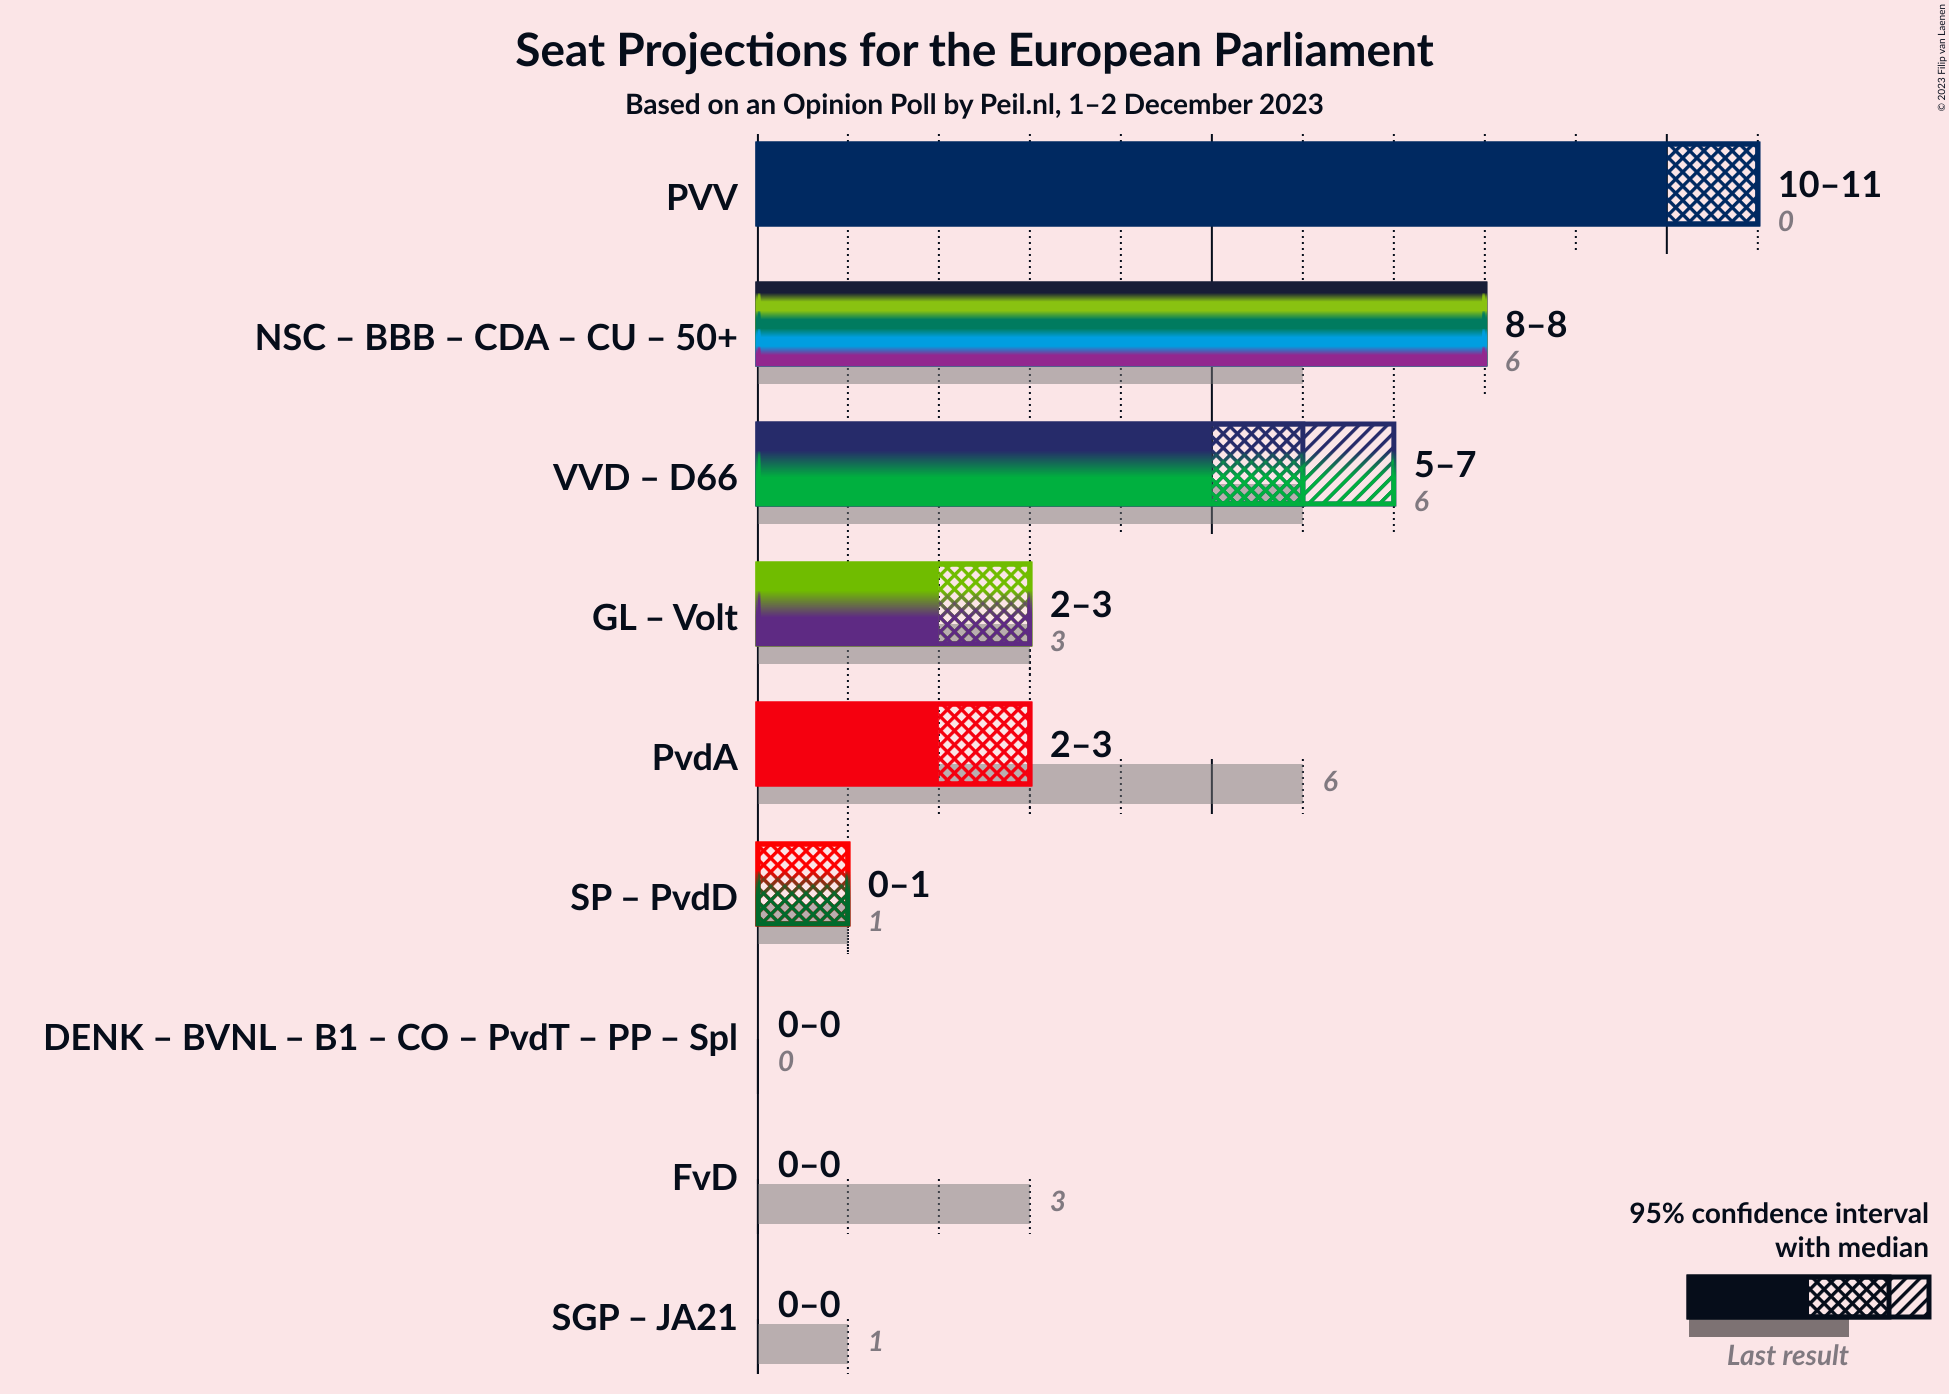 Seat Projections for the European Parliament
Based on an Opinion Poll by Peil.nl, 1–2 December 2023
© 2023 Filip van Laenen
PVV
10–11
0
NSC – BBB – CDA – CU – 50+
8–8
6
VVD – D66
5–7
6
GL – Volt
2–3
3
PvdA
2–3
6
SP – PvdD
0–1
1
DENK – BVNL – B1 – CO – PvdT – PP – Spl
0–0
0
FvD
0–0
3
SGP – JA21
0–0
1
95% confidence interval
with median
Last result